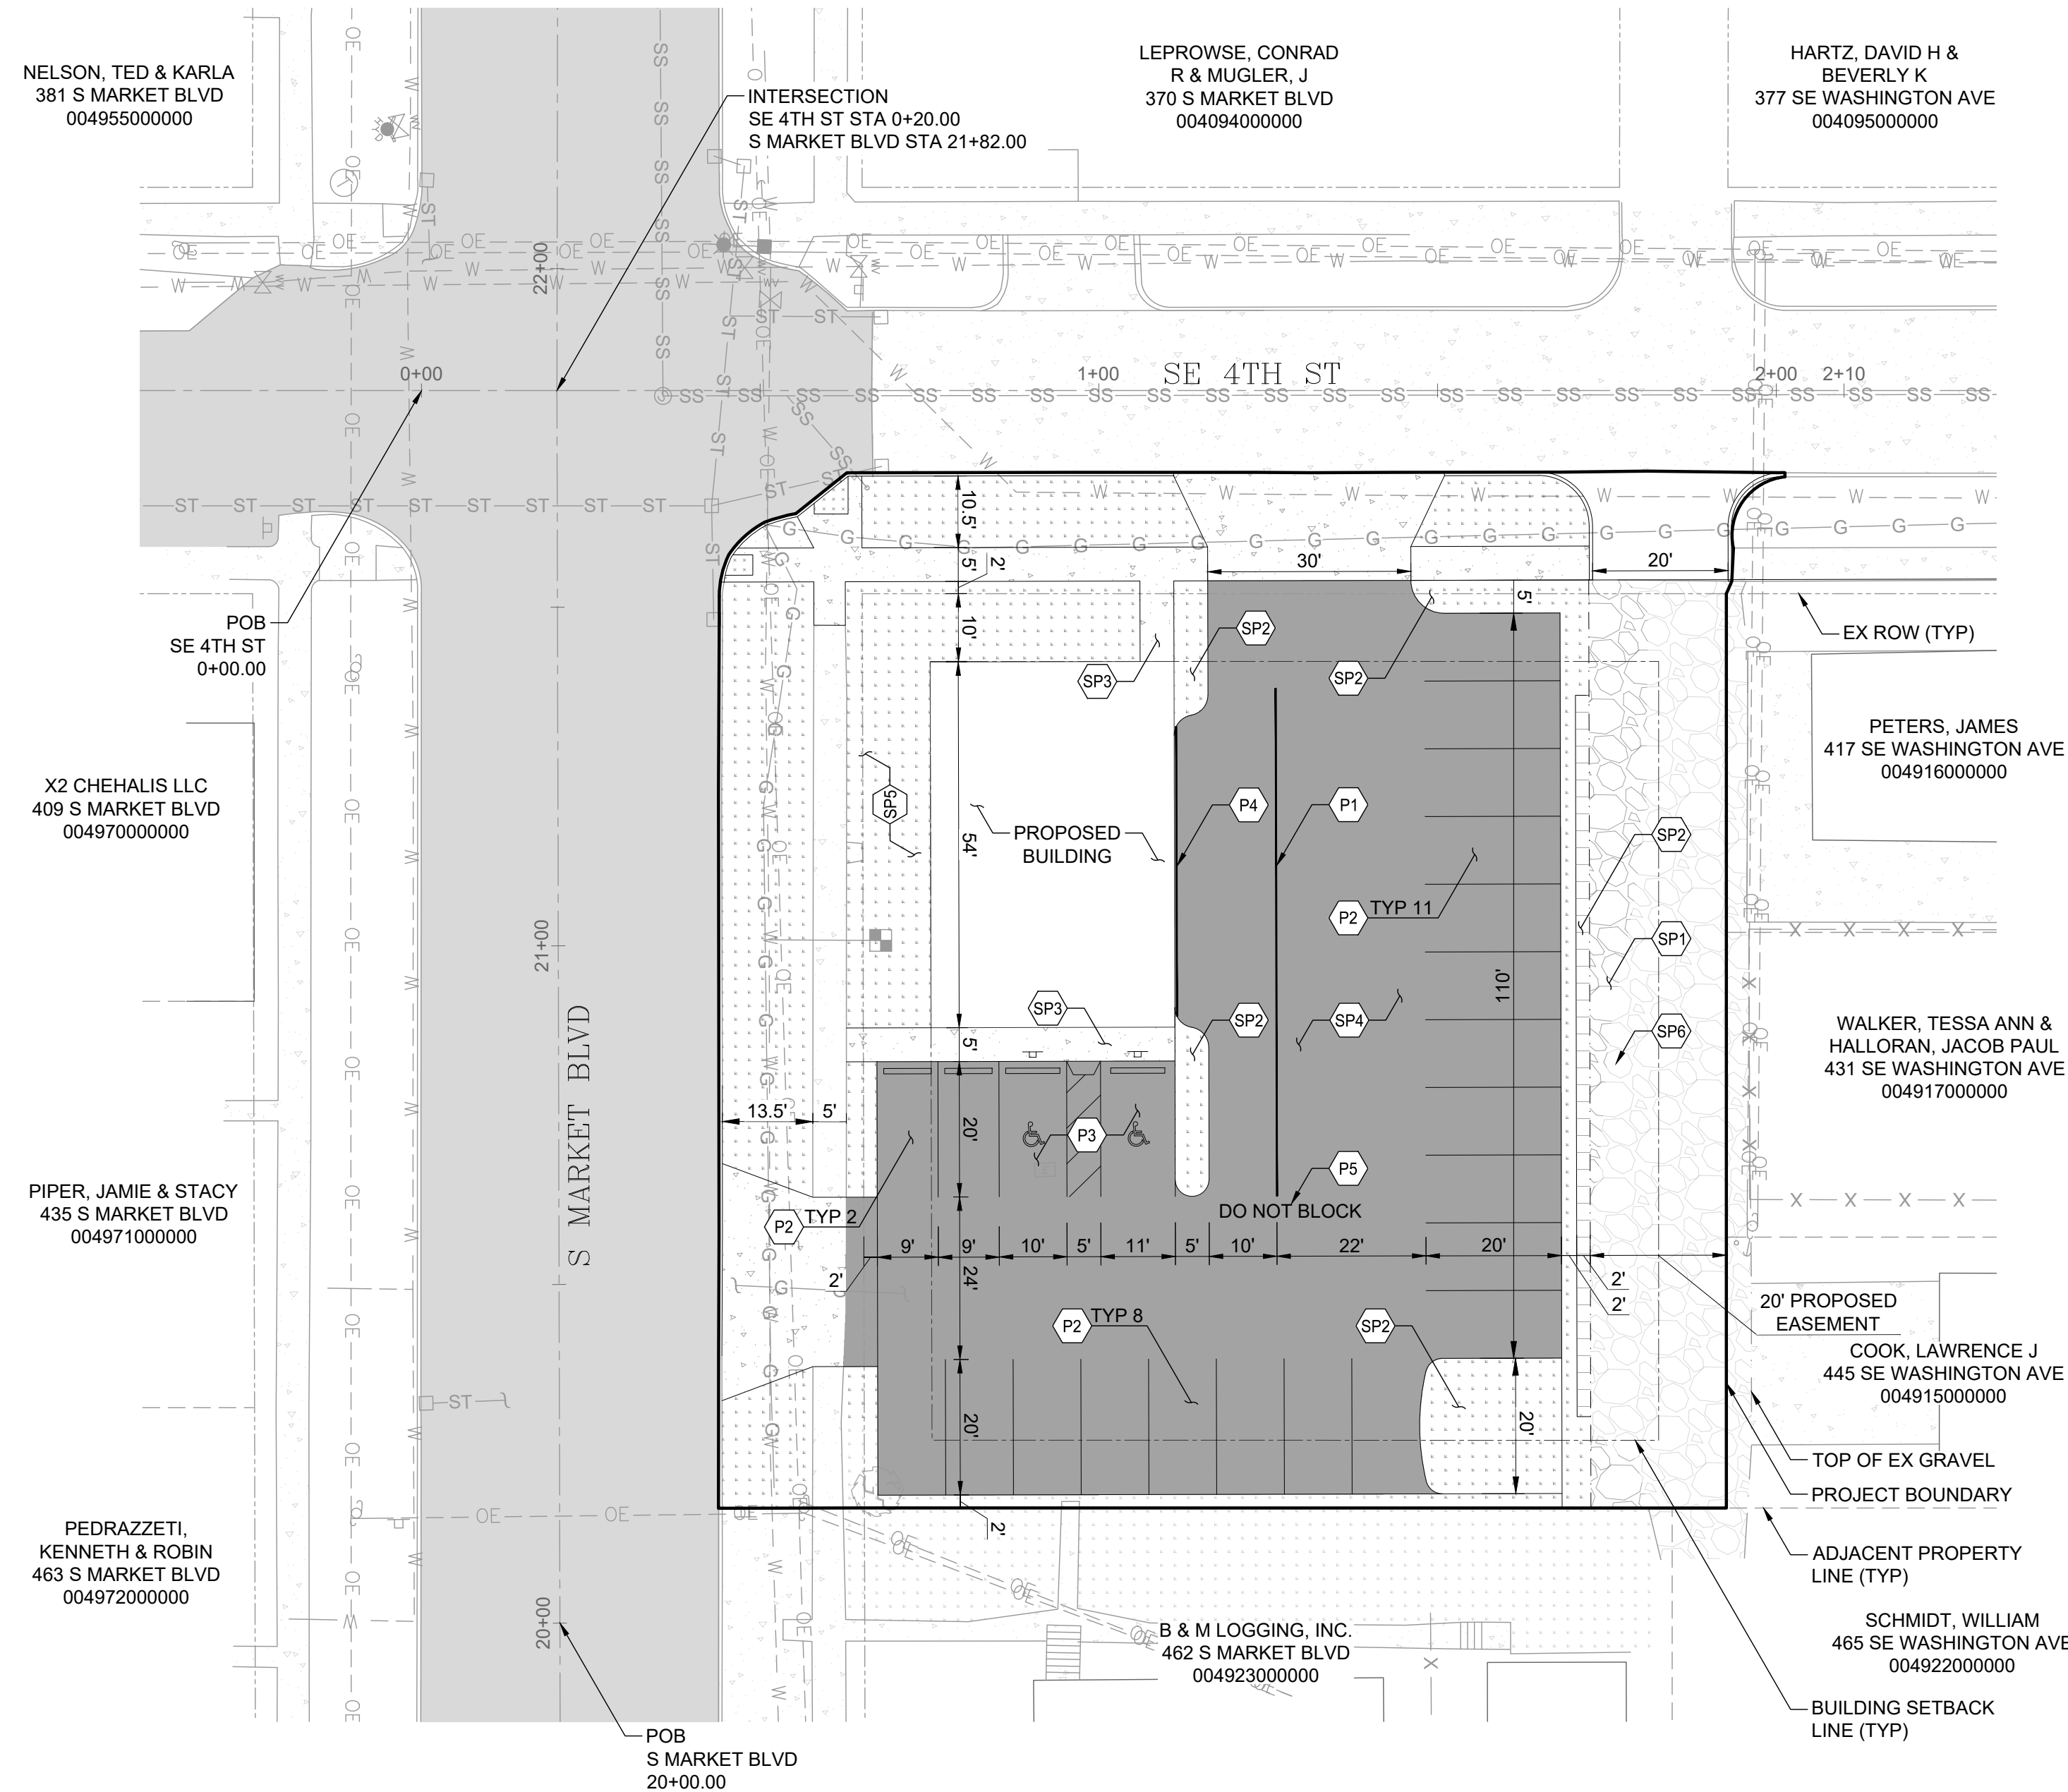 NELSON, TED & KARLA
381 S MARKET BLVD
004955000000
INTERSECTION
SE 4TH ST STA 0+20.00
S MARKET BLVD STA 21+82.00
LEPROWSE, CONRAD
R & MUGLER, J
370 S MARKET BLVD
004094000000
HARTZ, DAVID H &
BEVERLY K
377 SE WASHINGTON AVE
004095000000
22+00
0+00
1+00
SE 4TH ST
2+00
2+10
10.5'
5'
2'
30'
20'
5'
10'
POB
SE 4TH ST
0+00.00
EX ROW (TYP)
SP2
SP3
SP2
X2 CHEHALIS LLC
409 S MARKET BLVD
004970000000
PETERS, JAMES
417 SE WASHINGTON AVE
004916000000
SP5
PROPOSED
BUILDING
54'
P4
P1
SP2
P2
TYP 11
SP1
21+00
110'
SP3
SP2
SP4
SP6
WALKER, TESSA ANN &
HALLORAN, JACOB PAUL
431 SE WASHINGTON AVE
004917000000
S MARKET BLVD
5'
13.5'
5'
20'
P3
P5
DO NOT BLOCK
PIPER, JAMIE & STACY
435 S MARKET BLVD
004971000000
P2
TYP 2
9'
9'
10'
5'
11'
5'
10'
22'
20'
2'
24'
2'
2'
20' PROPOSED
EASEMENT
P2
TYP 8
SP2
COOK, LAWRENCE J
445 SE WASHINGTON AVE
004915000000
20'
20'
2'
TOP OF EX GRAVEL
PROJECT BOUNDARY
PEDRAZZETI,
KENNETH & ROBIN
463 S MARKET BLVD
004972000000
ADJACENT PROPERTY
LINE (TYP)
20+00
B & M LOGGING, INC.
462 S MARKET BLVD
004923000000
SCHMIDT, WILLIAM
465 SE WASHINGTON AVE
004922000000
BUILDING SETBACK
LINE (TYP)
POB
S MARKET BLVD
20+00.00